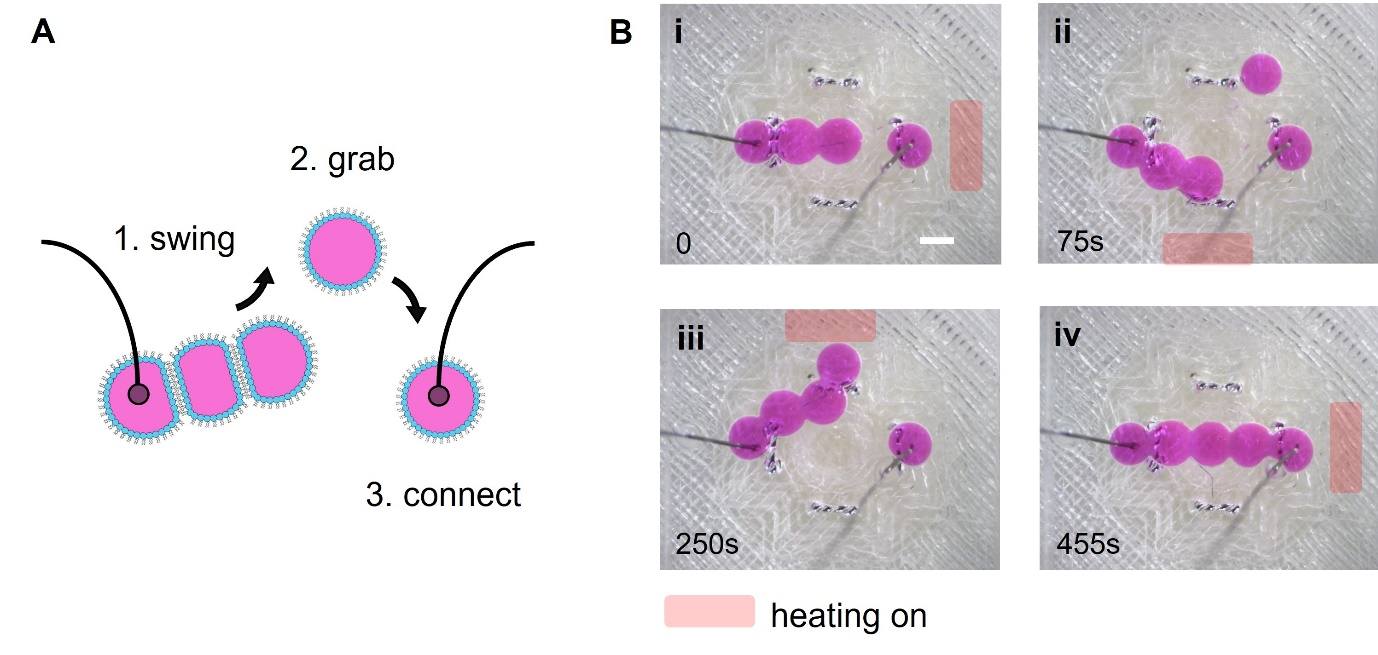 A
2. grab
1. swing
3. connect
B
i
0
ii
75s
iii
250s
iv
455s
heating on